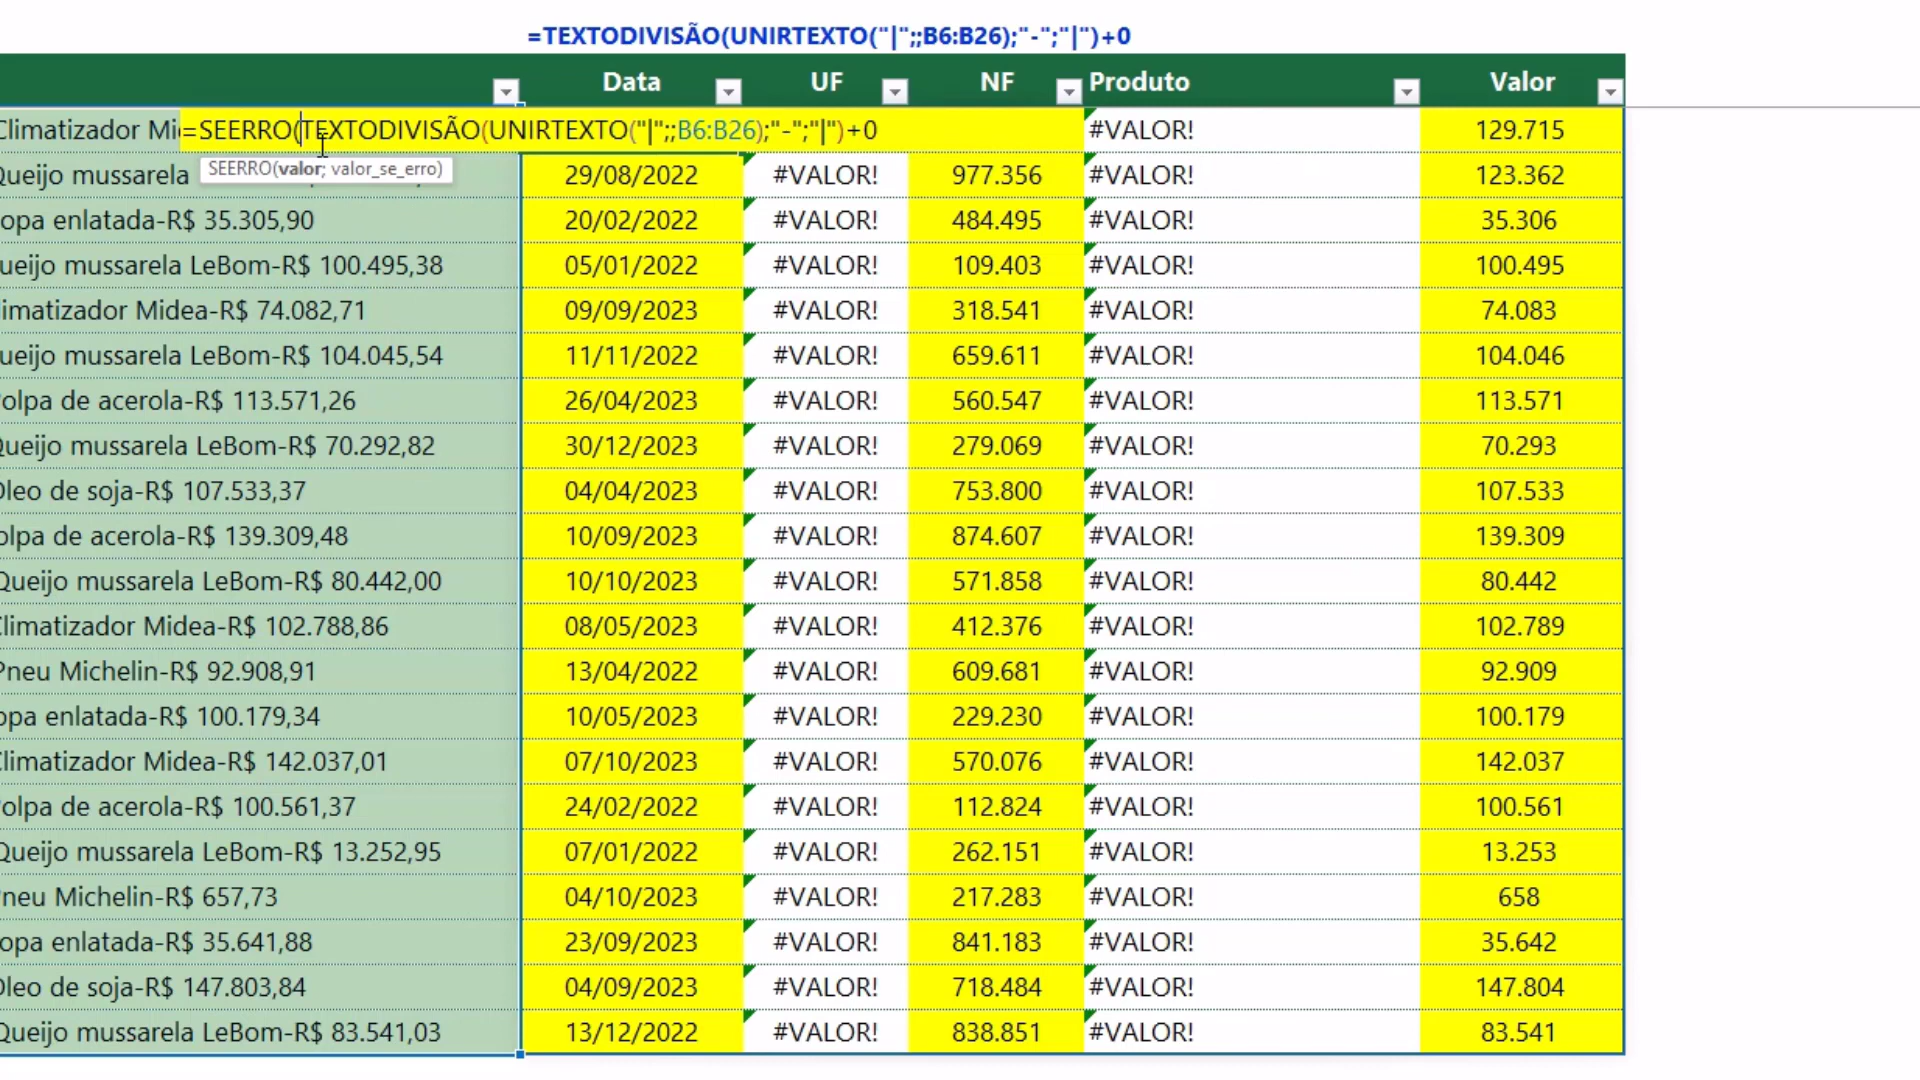 =TEXTODIVISÃO(UNIRTEXTO("|";;B6:B26);"-";"|")+0
Data UF NF Produto Valor
Climatizador Mi =SEERRO(TEXTODIVISÃO(UNIRTEXTO("|";;B6:B26);"-";"|")+0 #VALOR! 129.715
SEERRO(valor; valor_se_erro)
Queijo mussarela 29/08/2022 #VALOR! 977.356 #VALOR! 123.362
opa enlatada-R$ 35.305,90 20/02/2022 #VALOR! 484.495 #VALOR! 35.306
ueijo mussarela LeBom-R$ 100.495,38 05/01/2022 #VALOR! 109.403 #VALOR! 100.495
limatizador Midea-R$ 74.082,71 09/09/2023 #VALOR! 318.541 #VALOR! 74.083
ueijo mussarela LeBom-R$ 104.045,54 11/11/2022 #VALOR! 659.611 #VALOR! 104.046
olpa de acerola-R$ 113.571,26 26/04/2023 #VALOR! 560.547 #VALOR! 113.571
Queijo mussarela LeBom-R$ 70.292,82 30/12/2023 #VALOR! 279.069 #VALOR! 70.293
Óleo de soja-R$ 107.533,37 04/04/2023 #VALOR! 753.800 #VALOR! 107.533
olpa de acerola-R$ 139.309,48 10/09/2023 #VALOR! 874.607 #VALOR! 139.309
Queijo mussarela LeBom-R$ 80.442,00 10/10/2023 #VALOR! 571.858 #VALOR! 80.442
Climatizador Midea-R$ 102.788,86 08/05/2023 #VALOR! 412.376 #VALOR! 102.789
Pneu Michelin-R$ 92.908,91 13/04/2022 #VALOR! 609.681 #VALOR! 92.909
opa enlatada-R$ 100.179,34 10/05/2023 #VALOR! 229.230 #VALOR! 100.179
limatizador Midea-R$ 142.037,01 07/10/2023 #VALOR! 570.076 #VALOR! 142.037
olpa de acerola-R$ 100.561,37 24/02/2022 #VALOR! 112.824 #VALOR! 100.561
Queijo mussarela LeBom-R$ 13.252,95 07/01/2022 #VALOR! 262.151 #VALOR! 13.253
neu Michelin-R$ 657,73 04/10/2023 #VALOR! 217.283 #VALOR! 658
opa enlatada-R$ 35.641,88 23/09/2023 #VALOR! 841.183 #VALOR! 35.642
Óleo de soja-R$ 147.803,84 04/09/2023 #VALOR! 718.484 #VALOR! 147.804
Queijo mussarela LeBom-R$ 83.541,03 13/12/2022 #VALOR! 838.851 #VALOR! 83.541